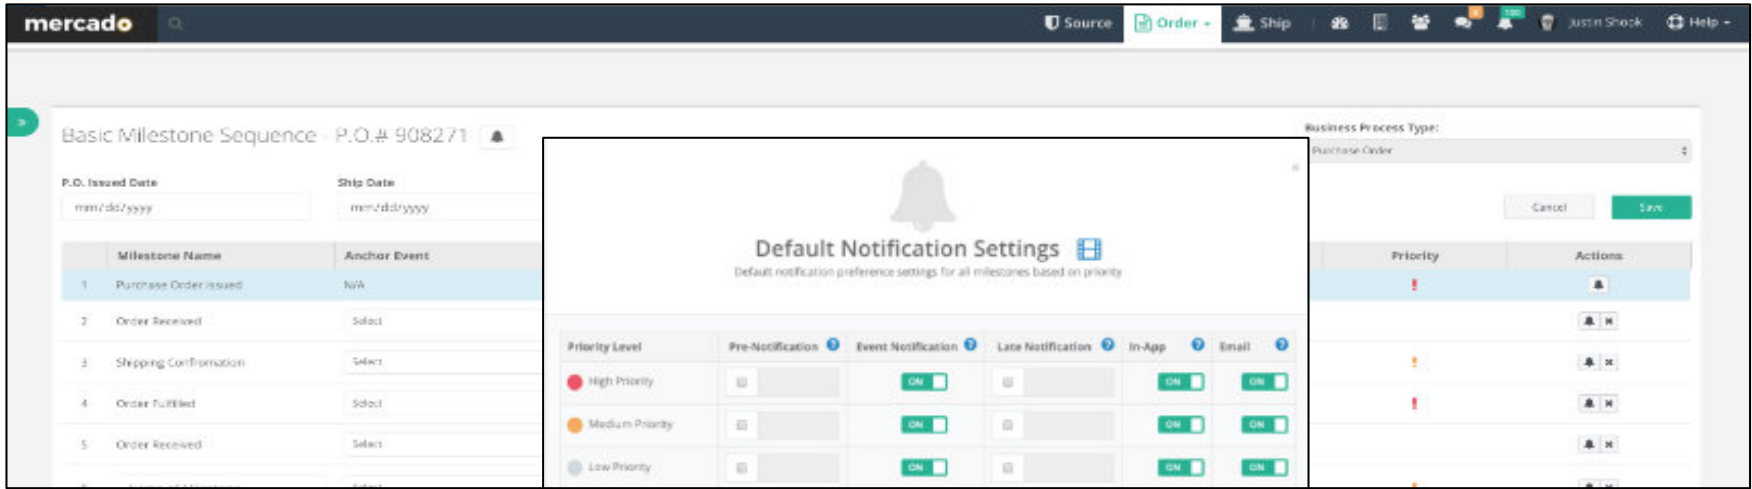 mercado
Source Order Ship Justin Shook Help
Basic Milestone Sequence - P.O.# 908271
Business Process Type:
Purchase Order
P.O. Issued Date Ship Date
mm/dd/yyyy mm/dd/yyyy
Cancel Save
Default Notification Settings
Default notification preference settings for all milestones based on priority
Milestone Name Anchor Event Priority Actions
1 Purchase Order Issued N/A
2 Order Received Select
3 Shipping Confromation Select
4 Order Fulfilled Select
5 Order Received Select
Priority Level Pre-Notification ? Event Notification ? Late Notification ? In-App ? Email ?
High Priority ON ON ON
Medium Priority ON ON ON
Low Priority ON ON ON